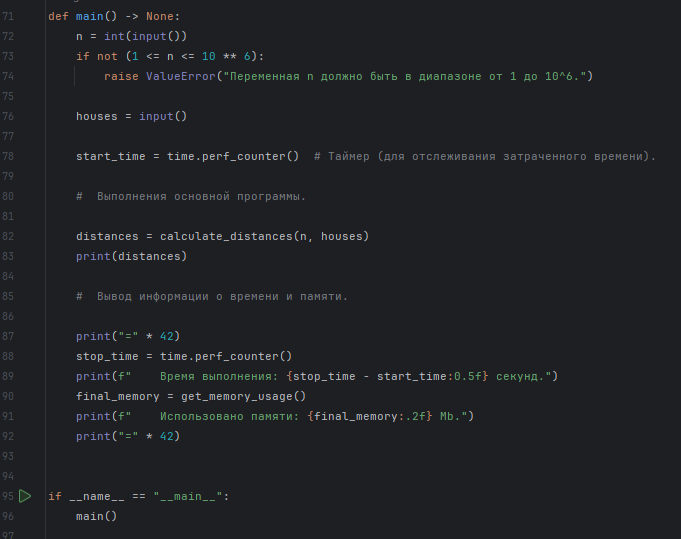 71 def main() -> None:
72     n = int(input())
73     if not (1 <= n <= 10 ** 6):
74         raise ValueError("Переменная n должно быть в диапазоне от 1 до 10^6.")
75
76     houses = input()
77
78     start_time = time.perf_counter()  # Таймер (для отслеживания затраченного времени).
79
80     #  Выполнения основной программы.
81
82     distances = calculate_distances(n, houses)
83     print(distances)
84
85     #  Вывод информации о времени и памяти.
86
87     print("=" * 42)
88     stop_time = time.perf_counter()
89     print(f"    Время выполнения: {stop_time - start_time:0.5f} секунд.")
90     final_memory = get_memory_usage()
91     print(f"    Использовано памяти: {final_memory:.2f} Mb.")
92     print("=" * 42)
93
94
95 if __name__ == "__main__":
96     main()
97